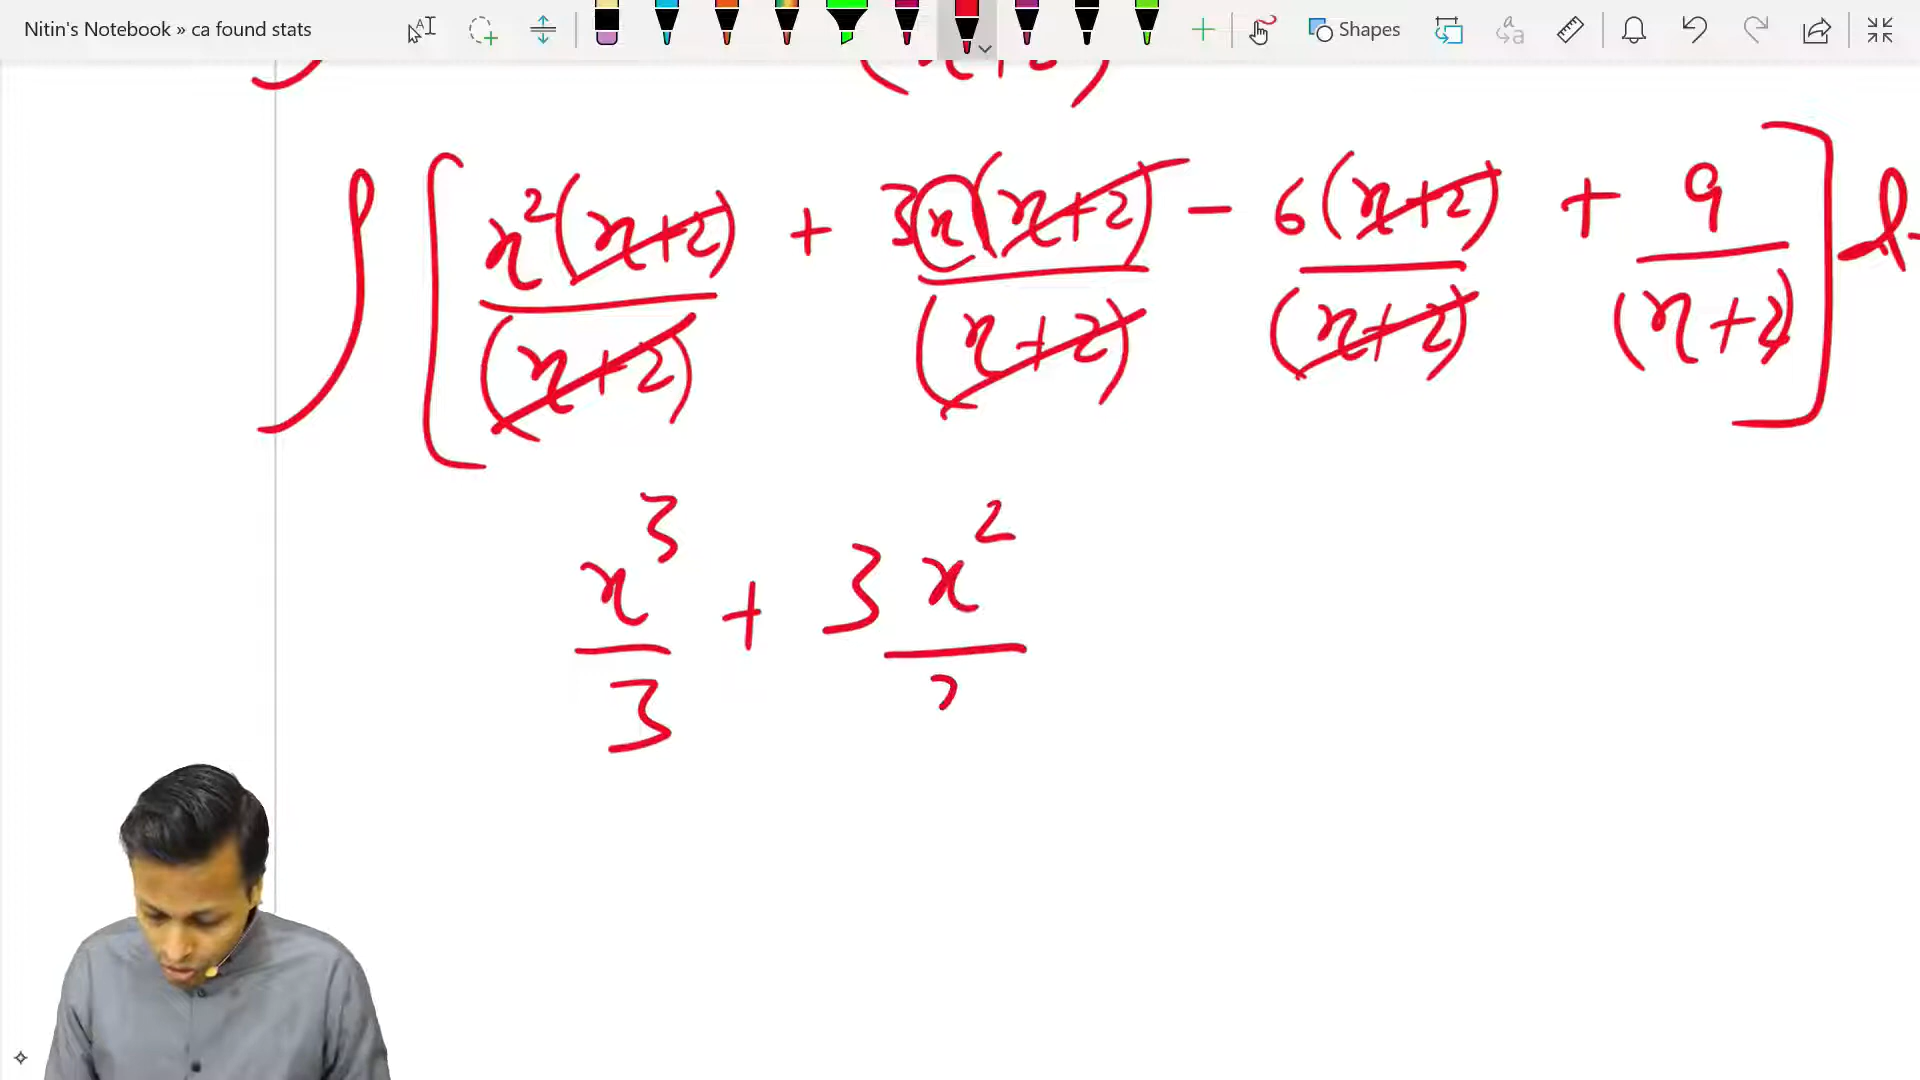 Nitin's Notebook » ca found stats
Shapes
(x+2)
∫ [ x²(x+2)/(x+2) + 3x(x+2)/(x+2) - 6(x+2)/(x+2) + 9/(x+2) ] d
x³/3 + 3 x²/